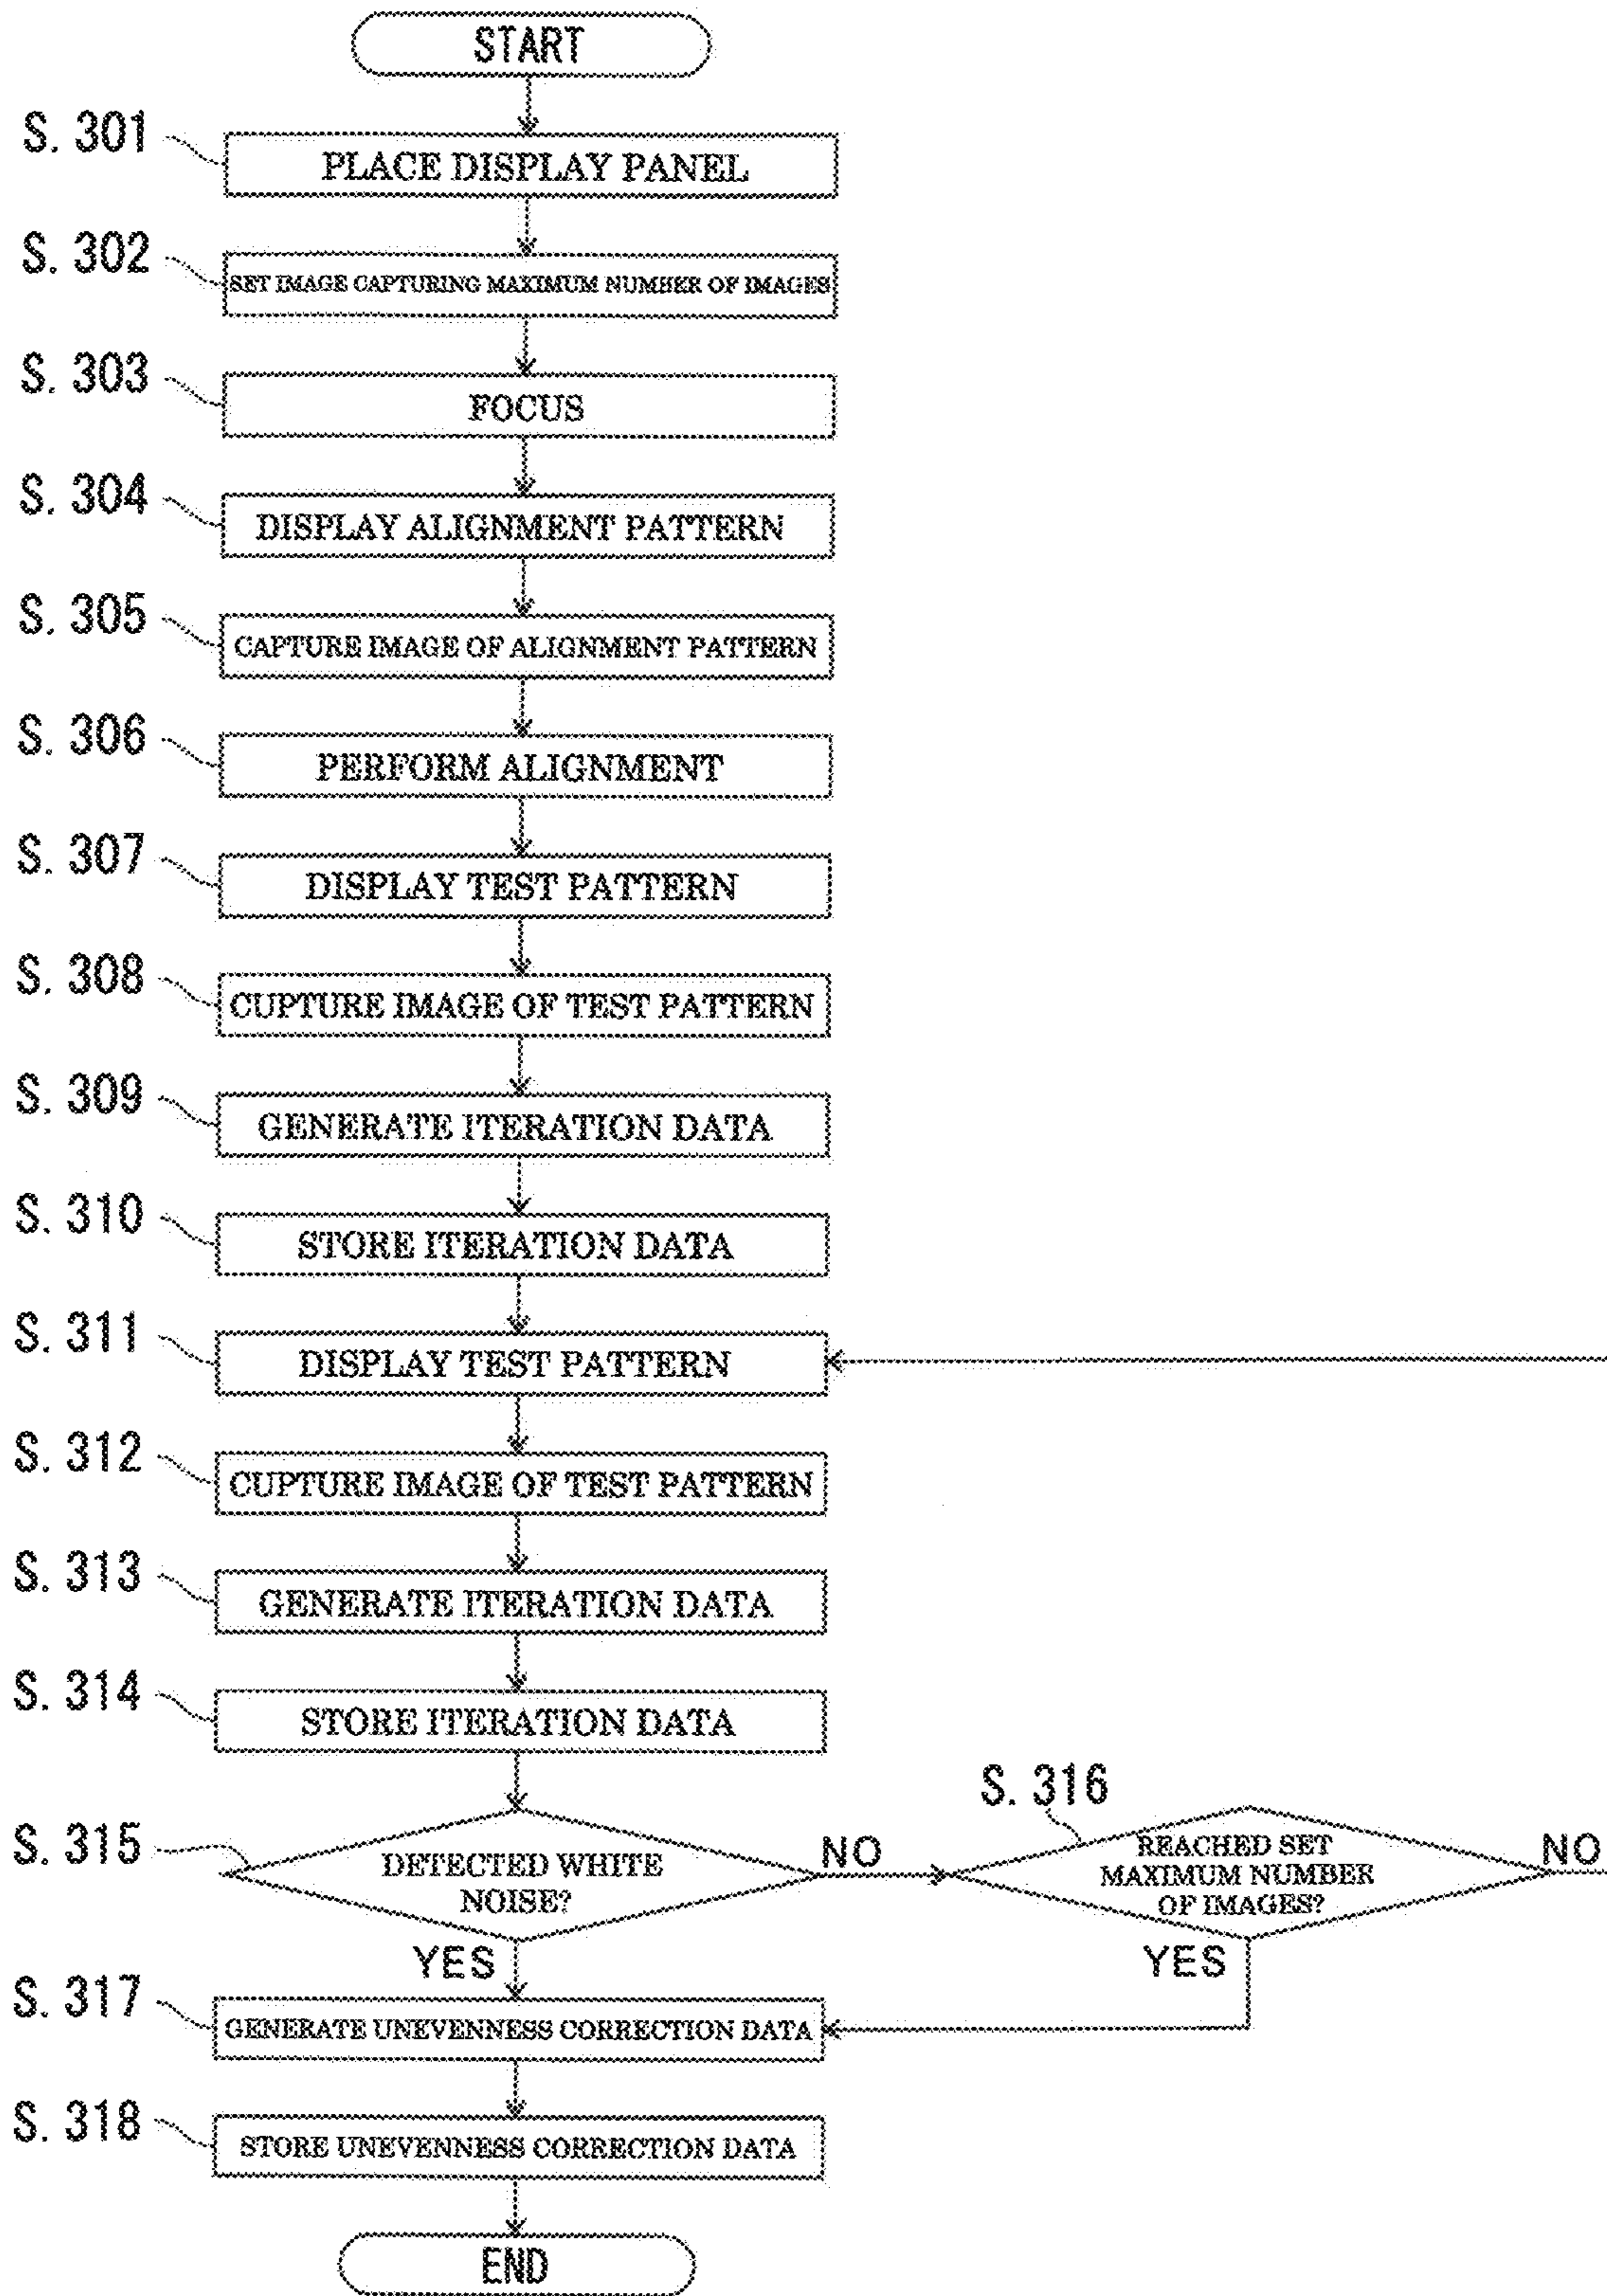 START
S. 301
PLACE DISPLAY PANEL
S. 302
SET IMAGE CAPTURING MAXIMUM NUMBER OF IMAGES
S. 303
FOCUS
S. 304
DISPLAY ALIGNMENT PATTERN
S. 305
CAPTURE IMAGE OF ALIGNMENT PATTERN
S. 306
PERFORM ALIGNMENT
S. 307
DISPLAY TEST PATTERN
S. 308
CUPTURE IMAGE OF TEST PATTERN
S. 309
GENERATE ITERATION DATA
S. 310
STORE ITERATION DATA
S. 311
DISPLAY TEST PATTERN
S. 312
CUPTURE IMAGE OF TEST PATTERN
S. 313
GENERATE ITERATION DATA
S. 314
STORE ITERATION DATA
S. 315
DETECTED WHITE
NOISE?
NO
YES
S. 316
REACHED SET
MAXIMUM NUMBER
OF IMAGES?
NO
YES
S. 317
GENERATE UNEVENNESS CORRECTION DATA
S. 318
STORE UNEVENNESS CORRECTION DATA
END